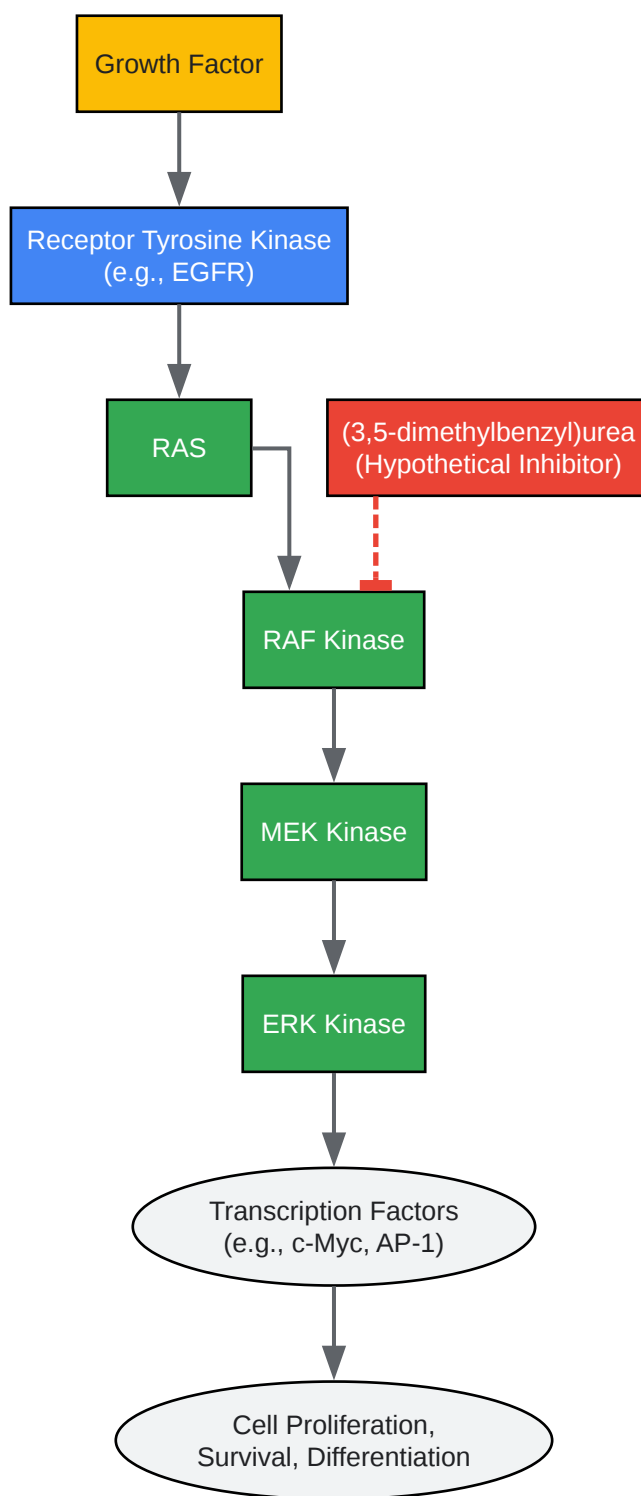 Growth Factor
Receptor Tyrosine Kinase
(e.g., EGFR)
RAS
(3,5-dimethylbenzyl)urea
(Hypothetical Inhibitor)
RAF Kinase
MEK Kinase
ERK Kinase
Transcription Factors
(e.g., c-Myc, AP-1)
Cell Proliferation,
Survival, Differentiation